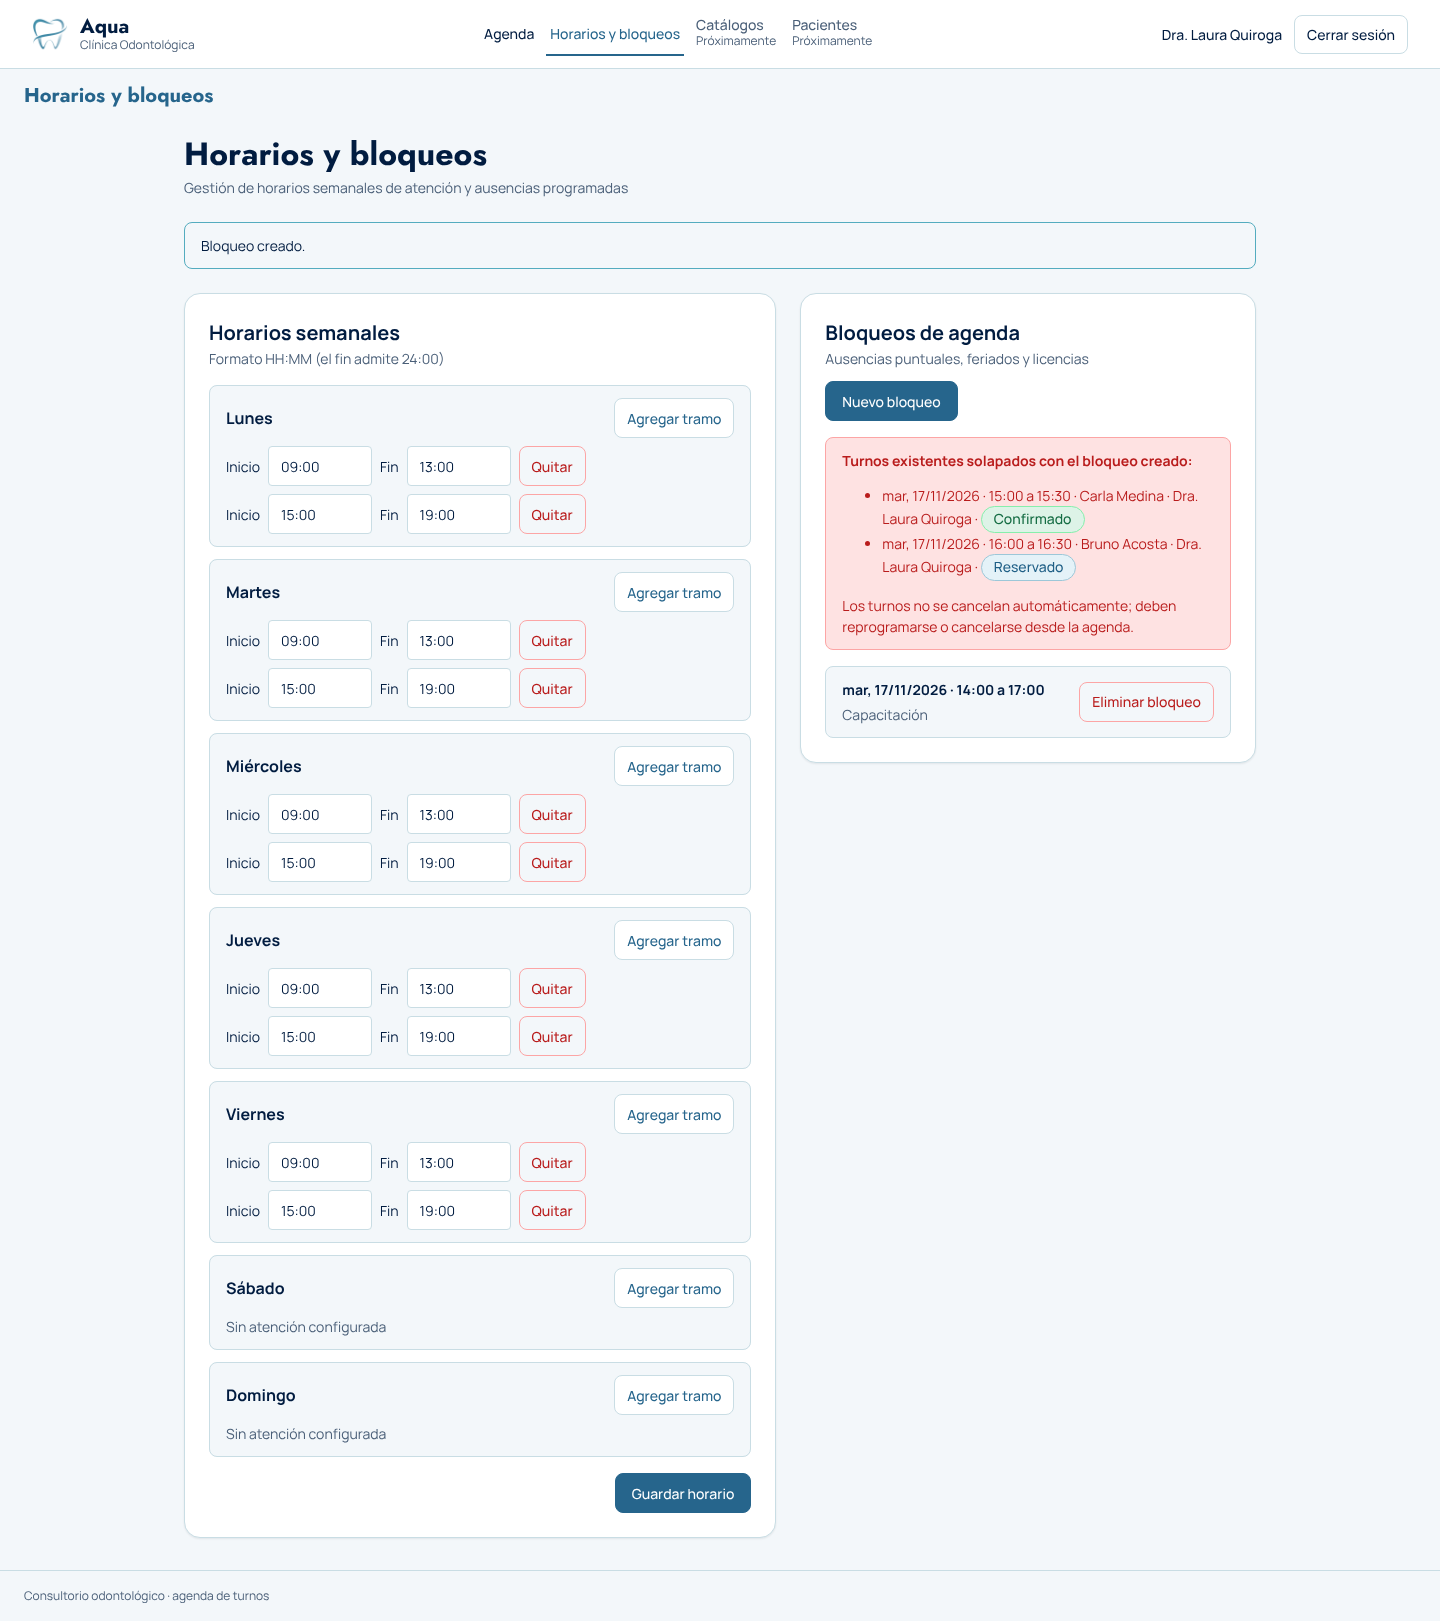 Aqua
Clínica Odontológica
Agenda
Horarios y bloqueos
Catálogos
Próximamente
Pacientes
Próximamente
Dra. Laura Quiroga
Cerrar sesión
Horarios y bloqueos
Horarios y bloqueos
Gestión de horarios semanales de atención y ausencias programadas
Bloqueo creado.
Horarios semanales
Formato HH:MM (el fin admite 24:00)
Lunes
Agregar tramo
Inicio 09:00 Fin 13:00 Quitar
Inicio 15:00 Fin 19:00 Quitar
Martes
Agregar tramo
Inicio 09:00 Fin 13:00 Quitar
Inicio 15:00 Fin 19:00 Quitar
Miércoles
Agregar tramo
Inicio 09:00 Fin 13:00 Quitar
Inicio 15:00 Fin 19:00 Quitar
Jueves
Agregar tramo
Inicio 09:00 Fin 13:00 Quitar
Inicio 15:00 Fin 19:00 Quitar
Viernes
Agregar tramo
Inicio 09:00 Fin 13:00 Quitar
Inicio 15:00 Fin 19:00 Quitar
Sábado
Agregar tramo
Sin atención configurada
Domingo
Agregar tramo
Sin atención configurada
Guardar horario
Bloqueos de agenda
Ausencias puntuales, feriados y licencias
Nuevo bloqueo
Turnos existentes solapados con el bloqueo creado:
mar, 17/11/2026 · 15:00 a 15:30 · Carla Medina · Dra.
Laura Quiroga · Confirmado
mar, 17/11/2026 · 16:00 a 16:30 · Bruno Acosta · Dra.
Laura Quiroga · Reservado
Los turnos no se cancelan automáticamente; deben
reprogramarse o cancelarse desde la agenda.
mar, 17/11/2026 · 14:00 a 17:00
Capacitación
Eliminar bloqueo
Consultorio odontológico · agenda de turnos